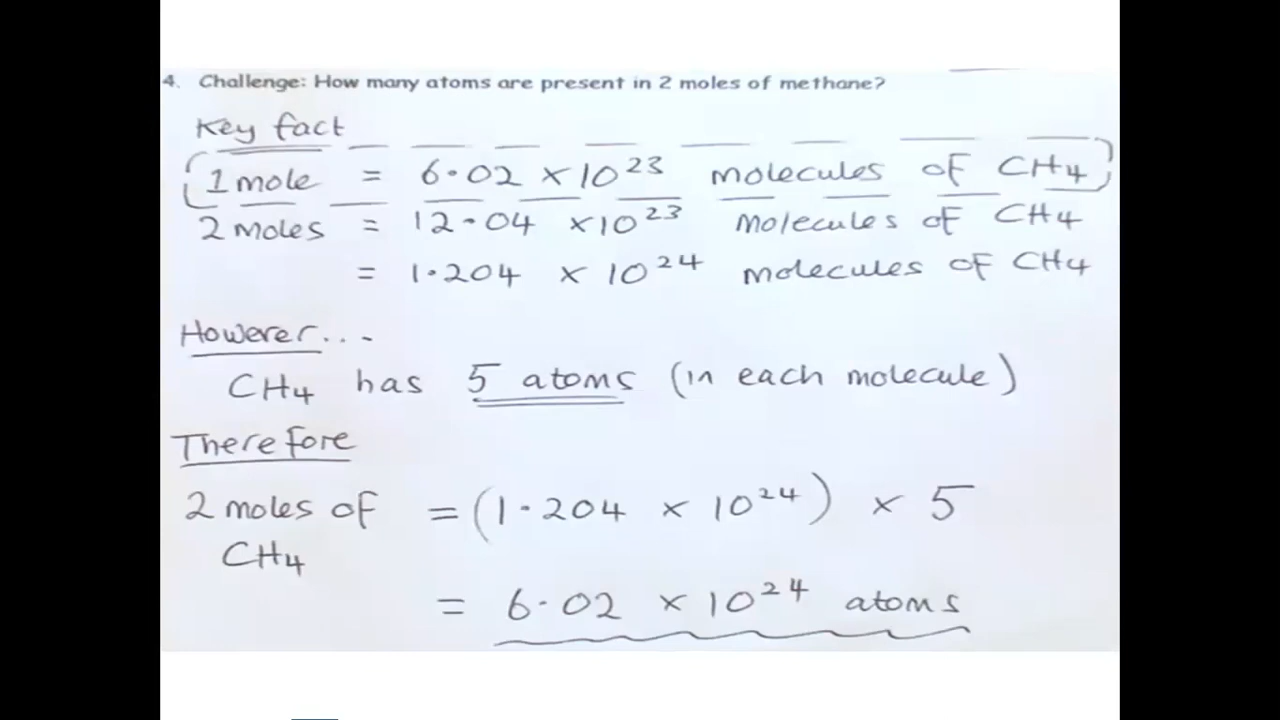 4. Challenge: How many atoms are present in 2 moles of methane?
Key fact
(1 mole = 6.02 × 10²³ molecules of CH₄)
2 moles = 12.04 × 10²³ molecules of CH₄
= 1.204 × 10²⁴ molecules of CH₄
However...
CH₄ has 5 atoms (in each molecule)
Therefore
2 moles of = (1.204 × 10²⁴) × 5
CH₄
= 6.02 × 10²⁴ atoms